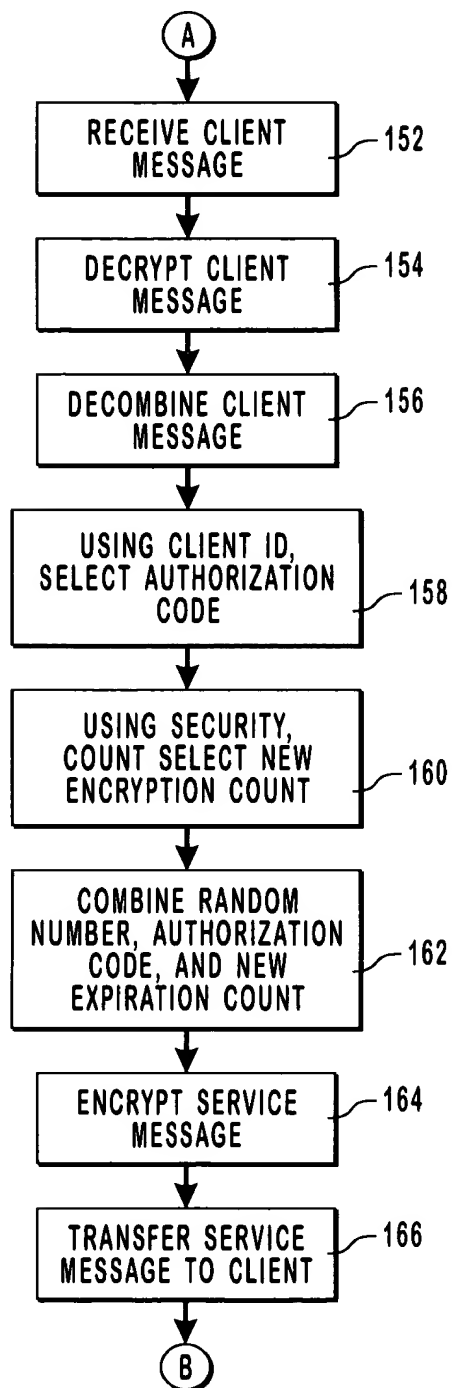 A
RECEIVE CLIENT
MESSAGE
152
DECRYPT CLIENT
MESSAGE
154
DECOMBINE CLIENT
MESSAGE
156
USING CLIENT ID,
SELECT AUTHORIZATION
CODE
158
USING SECURITY,
COUNT SELECT NEW
ENCRYPTION COUNT
160
COMBINE RANDOM
NUMBER, AUTHORIZATION
CODE, AND NEW
EXPIRATION COUNT
162
ENCRYPT SERVICE
MESSAGE
164
TRANSFER SERVICE
MESSAGE TO CLIENT
166
B